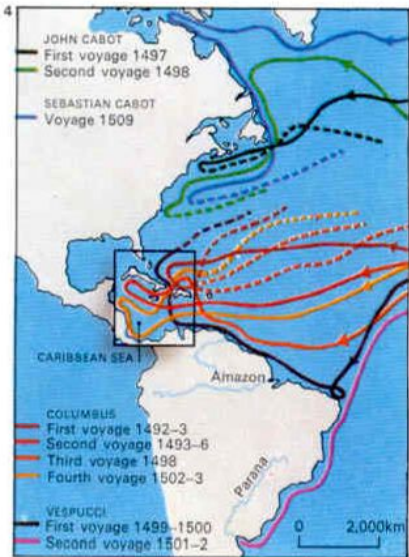 4
JOHN CABOT
First voyage 1497
Second voyage 1498
SEBASTIAN CABOT
Voyage 1509
CARIBBEAN SEA
Amazon
COLUMBUS
First voyage 1492–3
Second voyage 1493–6
Third voyage 1498
Fourth voyage 1502–3
Parana
VESPUCCI
First voyage 1499–1500
Second voyage 1501–2
0 2,000km